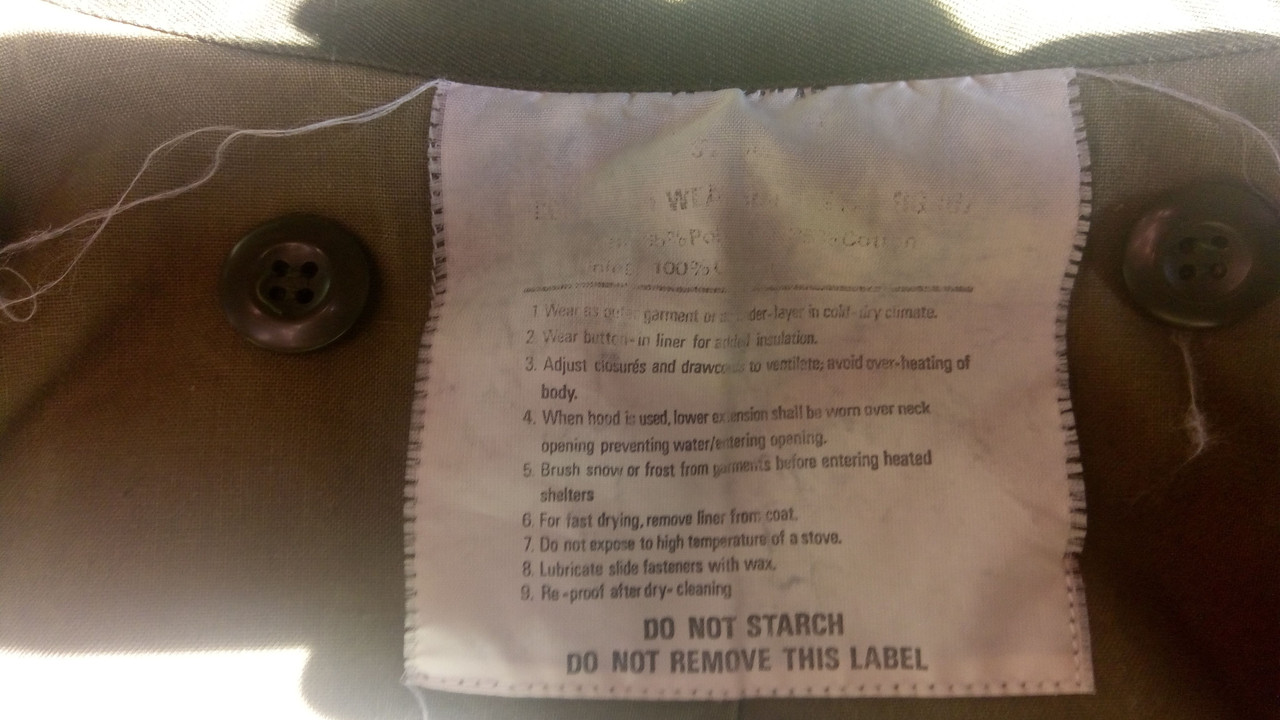 WEA
100%
1 Wear as outer garment or under-layer in cold-dry climate.
2. Wear button-in liner for added insulation.
3. Adjust closures and drawcords to ventilate; avoid over-heating of
body.
4. When hood is used, lower extension shall be worn over neck
opening preventing water/entering opening.
5. Brush snow or frost from garments before entering heated
shelters
6. For fast drying, remove liner from coat.
7. Do not expose to high temperature of a stove.
8. Lubricate slide fasteners with wax.
9. Re-proof after dry-cleaning
DO NOT STARCH
DO NOT REMOVE THIS LABEL